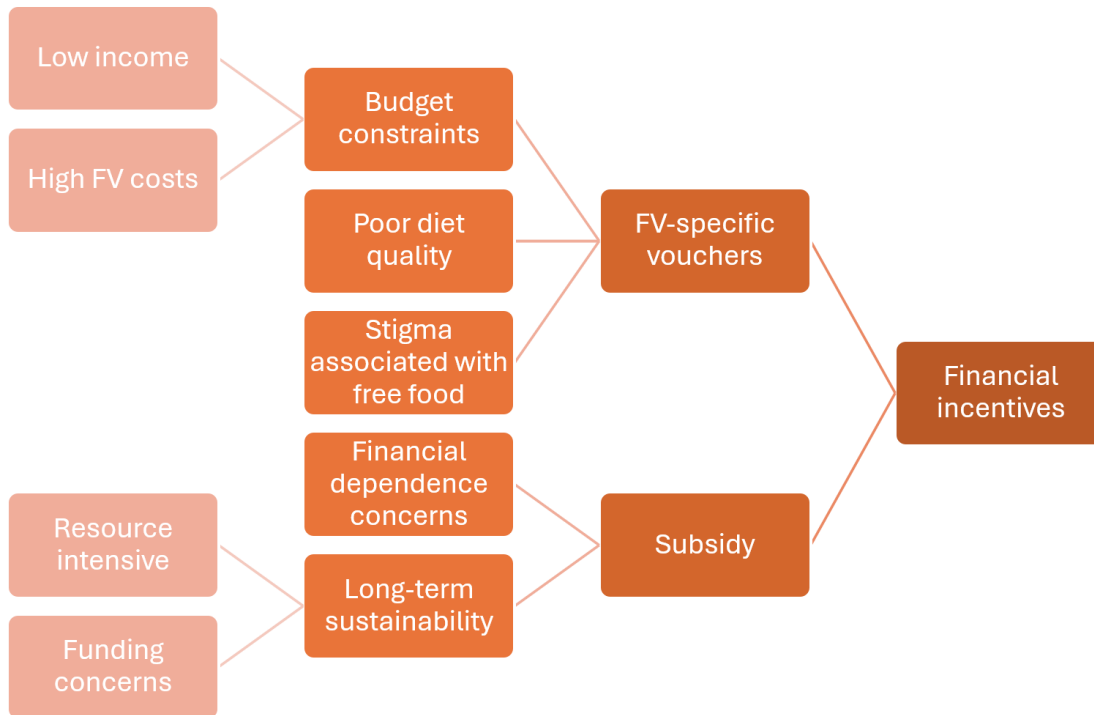 Low income
High FV costs
Budget
constraints
Poor diet
quality
Stigma
associated with
free food
FV-specific
vouchers
Financial
incentives
Financial
dependence
concerns
Resource
intensive
Subsidy
Long-term
sustainability
Funding
concerns